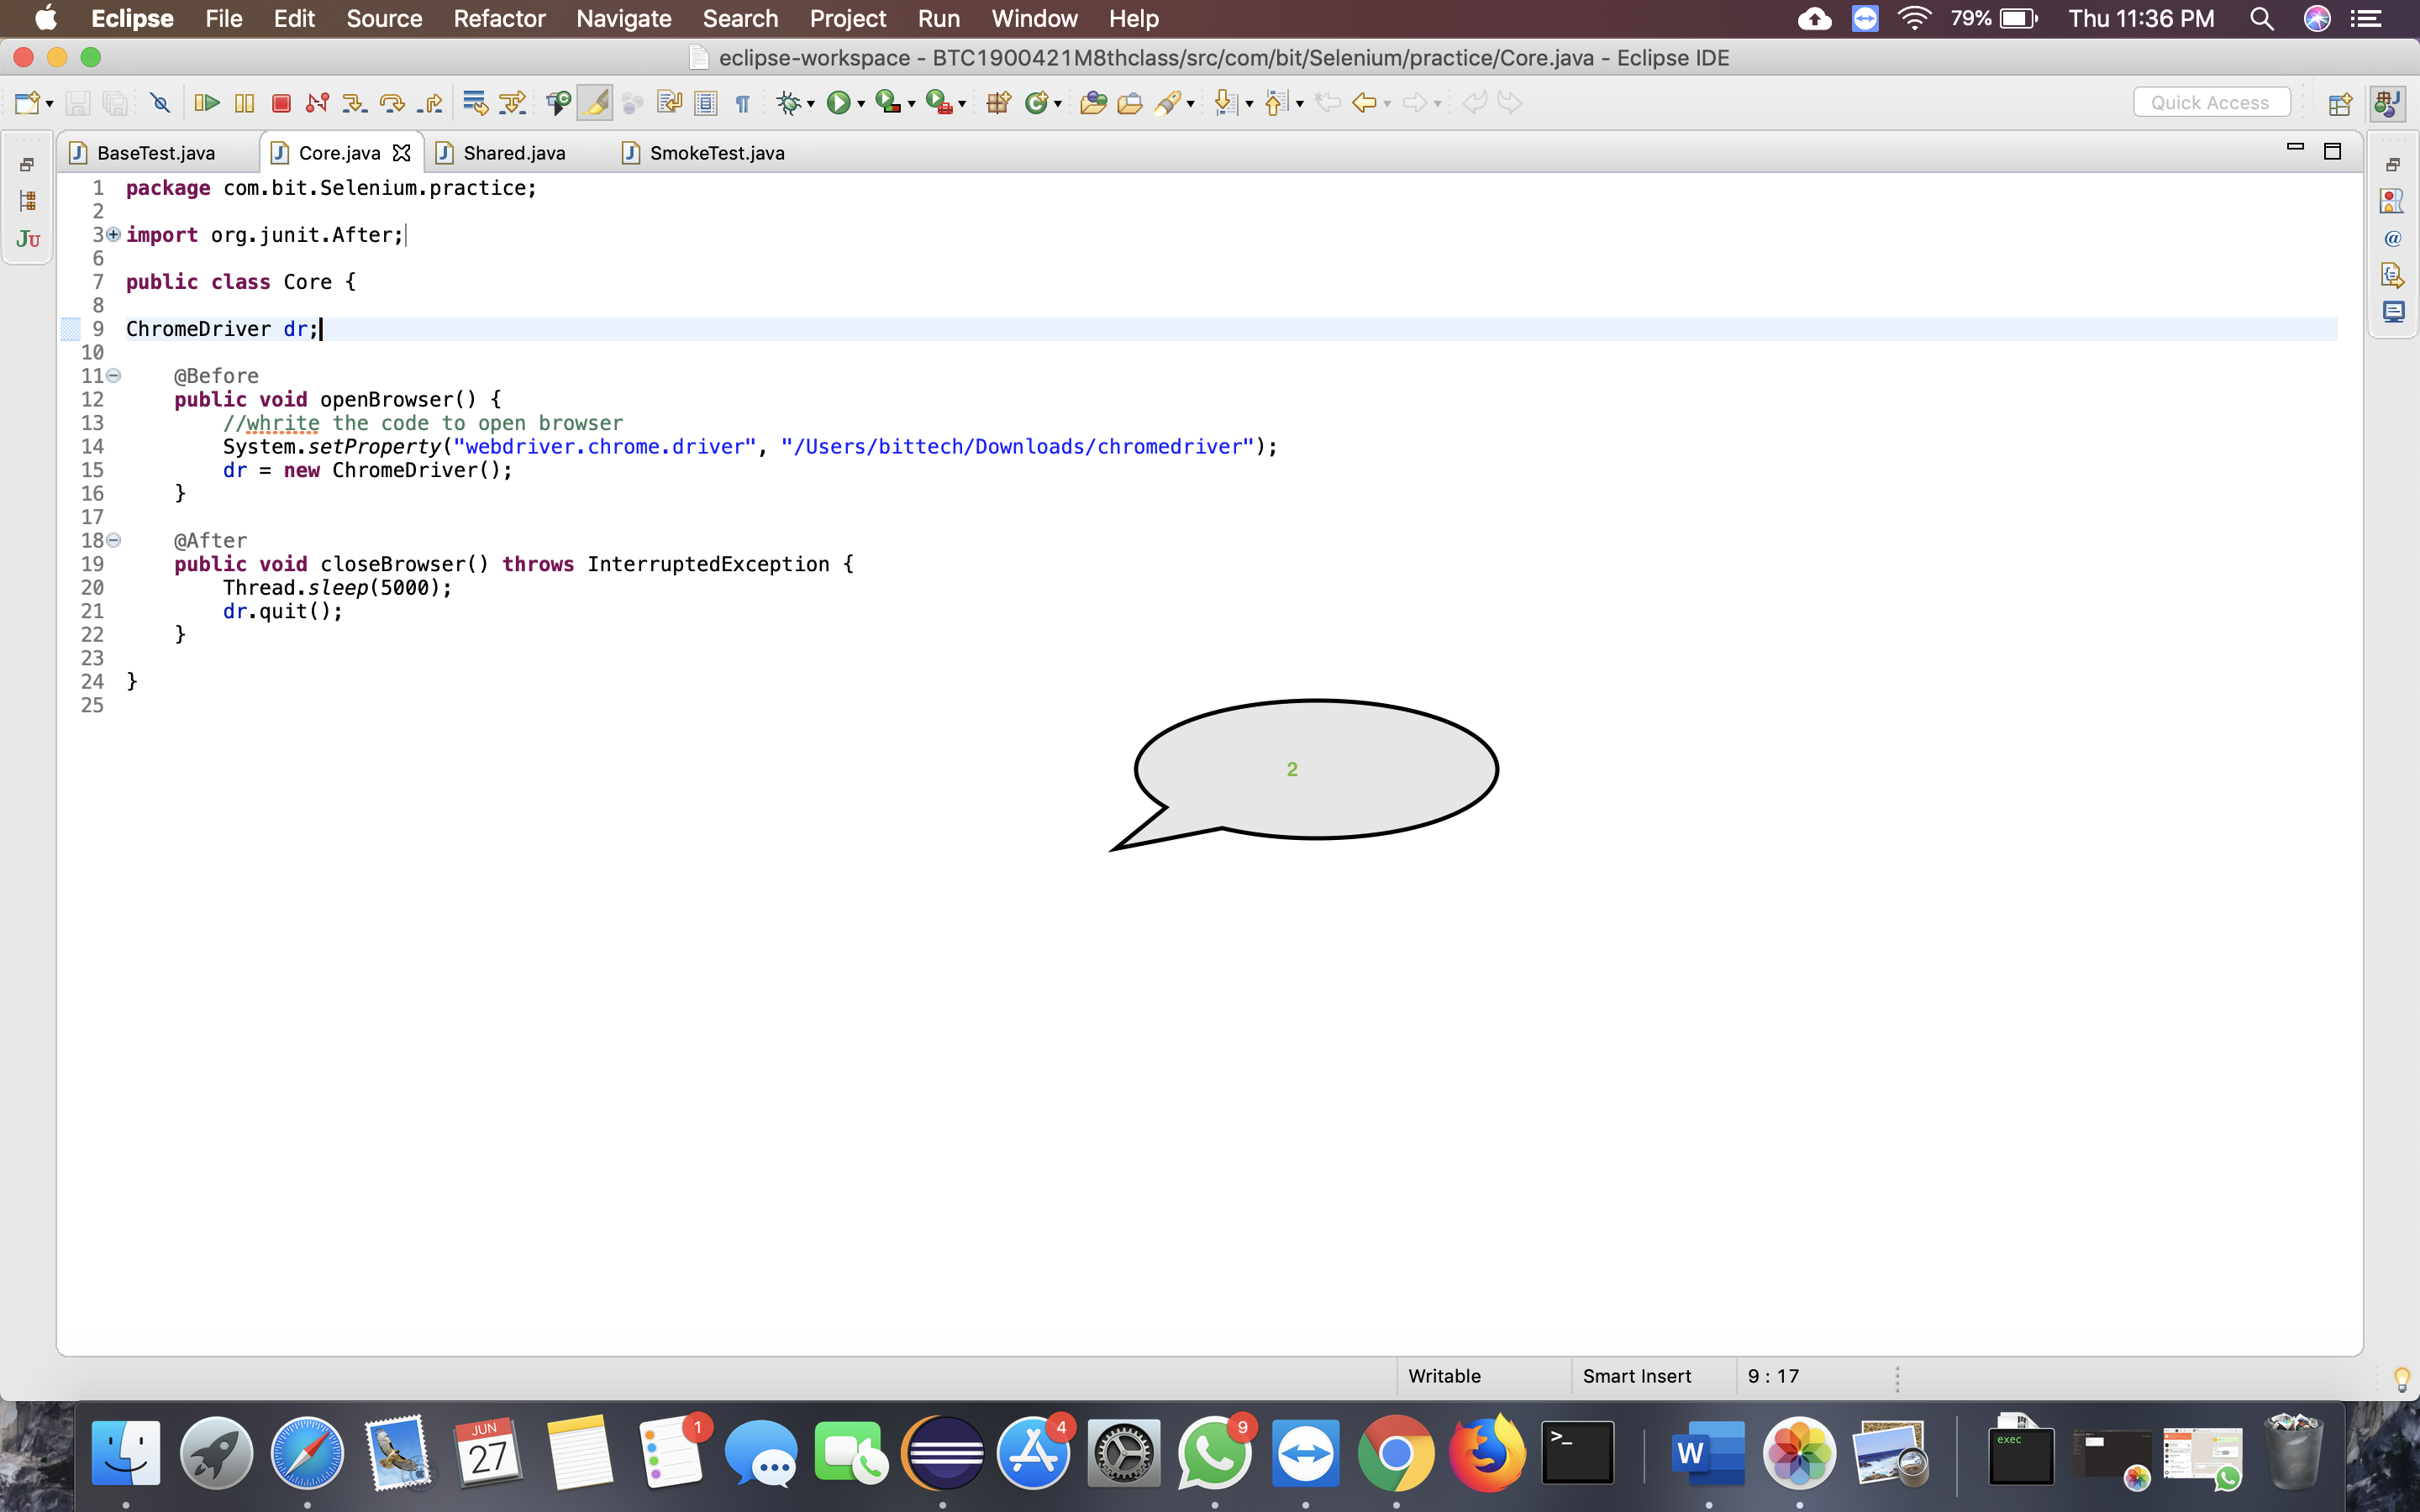 Eclipse File Edit Source Refactor Navigate Search Project Run Window Help 79% Thu 11:36 PM
eclipse-workspace - BTC1900421M8thclass/src/com/bit/Selenium/practice/Core.java - Eclipse IDE
Quick Access
BaseTest.java Core.java Shared.java SmokeTest.java
1 package com.bit.Selenium.practice;
2
3 import org.junit.After;
6
7 public class Core {
8
9 ChromeDriver dr;
10
11 @Before
12 public void openBrowser() {
13 //whrite the code to open browser
14 System.setProperty("webdriver.chrome.driver", "/Users/bittech/Downloads/chromedriver");
15 dr = new ChromeDriver();
16 }
17
18 @After
19 public void closeBrowser() throws InterruptedException {
20 Thread.sleep(5000);
21 dr.quit();
22 }
23
24 }
25
2
Writable Smart Insert 9 : 17
JUN
27
1
4
9
>_
W
exec